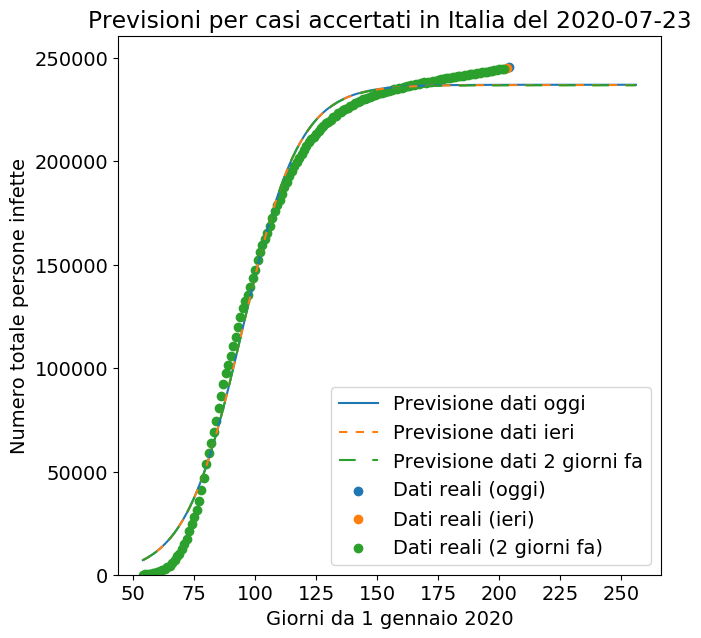 Previsioni per casi accertati in Italia del 2020-07-23
Numero totale persone infette
250000
200000
150000
100000
50000
0
50 75 100 125 150 175 200 225 250
Giorni da 1 gennaio 2020
Previsione dati oggi
Previsione dati ieri
Previsione dati 2 giorni fa
Dati reali (oggi)
Dati reali (ieri)
Dati reali (2 giorni fa)